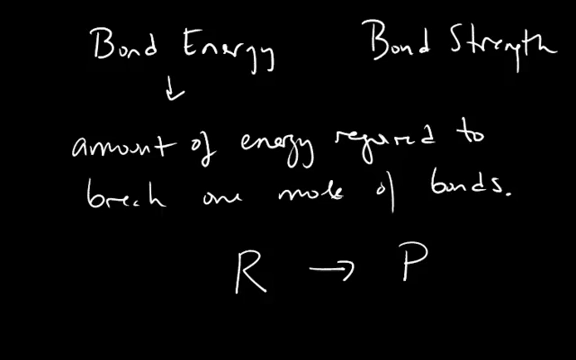 Bond Energy Bond Strength
↓
amount of energy required to
break one mole of bonds.
R → P